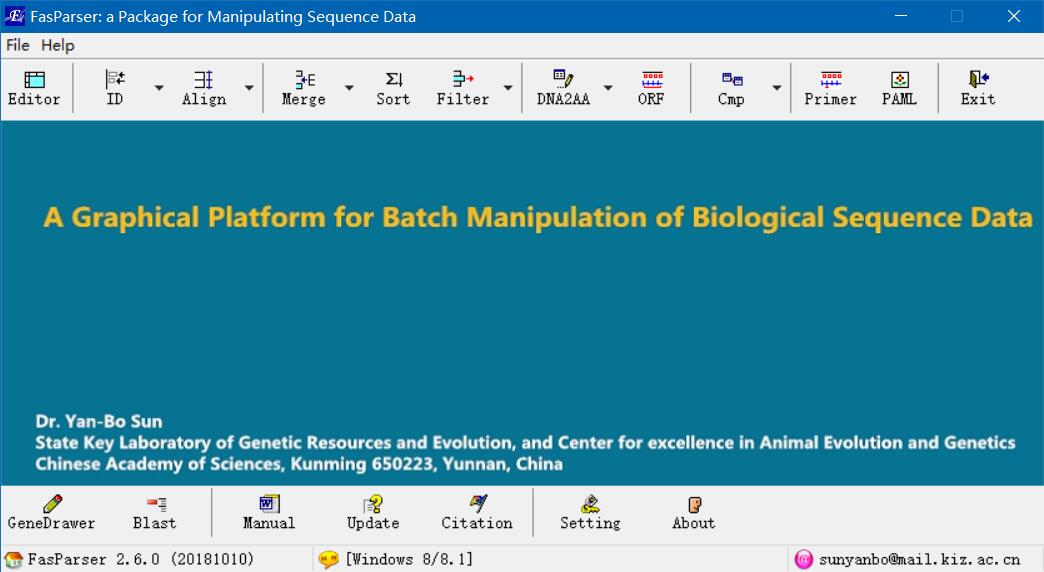 FasParser: a Package for Manipulating Sequence Data
File Help
Editor ID Align Merge Sort Filter DNA2AA ORF Cmp Primer PAML Exit
A Graphical Platform for Batch Manipulation of Biological Sequence Data
Dr. Yan-Bo Sun
State Key Laboratory of Genetic Resources and Evolution, and Center for excellence in Animal Evolution and Genetics
Chinese Academy of Sciences, Kunming 650223, Yunnan, China
GeneDrawer Blast Manual Update Citation Setting About
FasParser 2.6.0 (20181010) [Windows 8/8.1] sunyanbo@mail.kiz.ac.cn